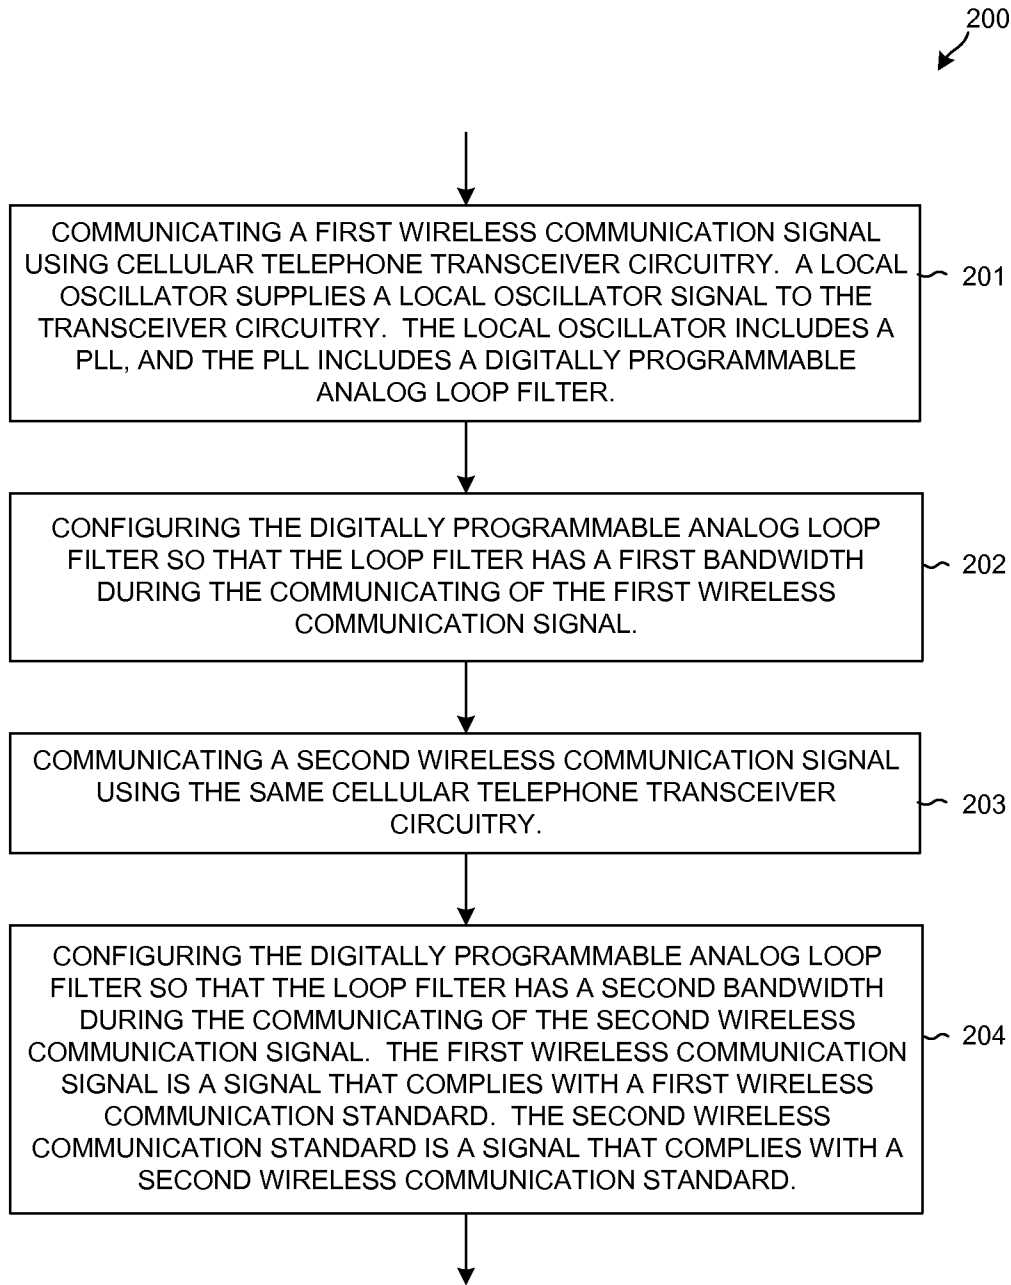 200
COMMUNICATING A FIRST WIRELESS COMMUNICATION SIGNAL
USING CELLULAR TELEPHONE TRANSCEIVER CIRCUITRY. A LOCAL
OSCILLATOR SUPPLIES A LOCAL OSCILLATOR SIGNAL TO THE
TRANSCEIVER CIRCUITRY. THE LOCAL OSCILLATOR INCLUDES A
PLL, AND THE PLL INCLUDES A DIGITALLY PROGRAMMABLE
ANALOG LOOP FILTER.
201
CONFIGURING THE DIGITALLY PROGRAMMABLE ANALOG LOOP
FILTER SO THAT THE LOOP FILTER HAS A FIRST BANDWIDTH
DURING THE COMMUNICATING OF THE FIRST WIRELESS
COMMUNICATION SIGNAL.
202
COMMUNICATING A SECOND WIRELESS COMMUNICATION SIGNAL
USING THE SAME CELLULAR TELEPHONE TRANSCEIVER
CIRCUITRY.
203
CONFIGURING THE DIGITALLY PROGRAMMABLE ANALOG LOOP
FILTER SO THAT THE LOOP FILTER HAS A SECOND BANDWIDTH
DURING THE COMMUNICATING OF THE SECOND WIRELESS
COMMUNICATION SIGNAL. THE FIRST WIRELESS COMMUNICATION
SIGNAL IS A SIGNAL THAT COMPLIES WITH A FIRST WIRELESS
COMMUNICATION STANDARD. THE SECOND WIRELESS
COMMUNICATION STANDARD IS A SIGNAL THAT COMPLIES WITH A
SECOND WIRELESS COMMUNICATION STANDARD.
204